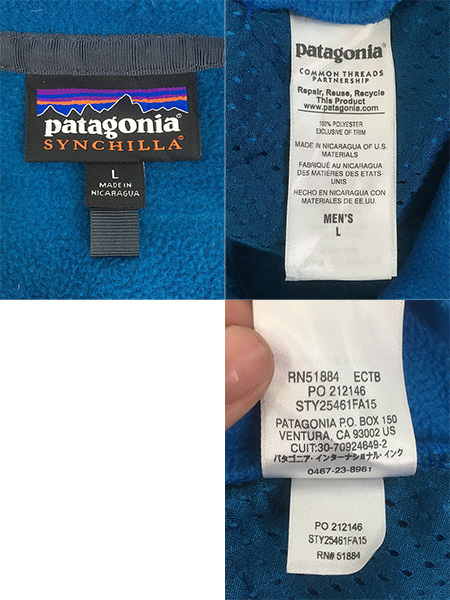 patagonia®
SYNCHILLA®
L
MADE IN
NICARAGUA
patagonia®
COMMON THREADS
PARTNERSHIP
Repair, Reuse, Recycle
This Product
www.patagonia.com
100% POLYESTER
EXCLUSIVE OF TRIM
MADE IN NICARAGUA OF U.S.
MATERIALS
FABRIQUÉ AU NICARAGUA
DES MATIÈRES DES ETATS-
UNIS
HECHO EN NICARAGUA CON
MATERIALES DE EE.UU.
MEN'S
L
RN51884 ECTB
PO 212146
STY25461FA15
PATAGONIA P.O. BOX 150
VENTURA, CA 93002 US
CUIT:30-70924649-2
パタゴニア・インターナショナル インク
0467-23-8961
PO 212146
STY25461FA15
RN# 51884